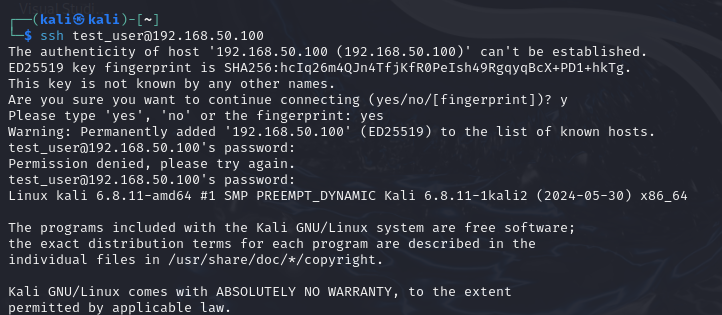 Visual Studi
┌──(kali㉿kali)-[~]
└─$ ssh test_user@192.168.50.100
The authenticity of host '192.168.50.100 (192.168.50.100)' can't be established.
ED25519 key fingerprint is SHA256:hcIq26m4QJn4TfjKfR0PeIsh49RgqyqBcX+PD1+hkTg.
This key is not known by any other names.
Are you sure you want to continue connecting (yes/no/[fingerprint])? y
Please type 'yes', 'no' or the fingerprint: yes
Warning: Permanently added '192.168.50.100' (ED25519) to the list of known hosts.
test_user@192.168.50.100's password:
Permission denied, please try again.
test_user@192.168.50.100's password:
Linux kali 6.8.11-amd64 #1 SMP PREEMPT_DYNAMIC Kali 6.8.11-1kali2 (2024-05-30) x86_64
The programs included with the Kali GNU/Linux system are free software;
the exact distribution terms for each program are described in the
individual files in /usr/share/doc/*/copyright.
Kali GNU/Linux comes with ABSOLUTELY NO WARRANTY, to the extent
permitted by applicable law.